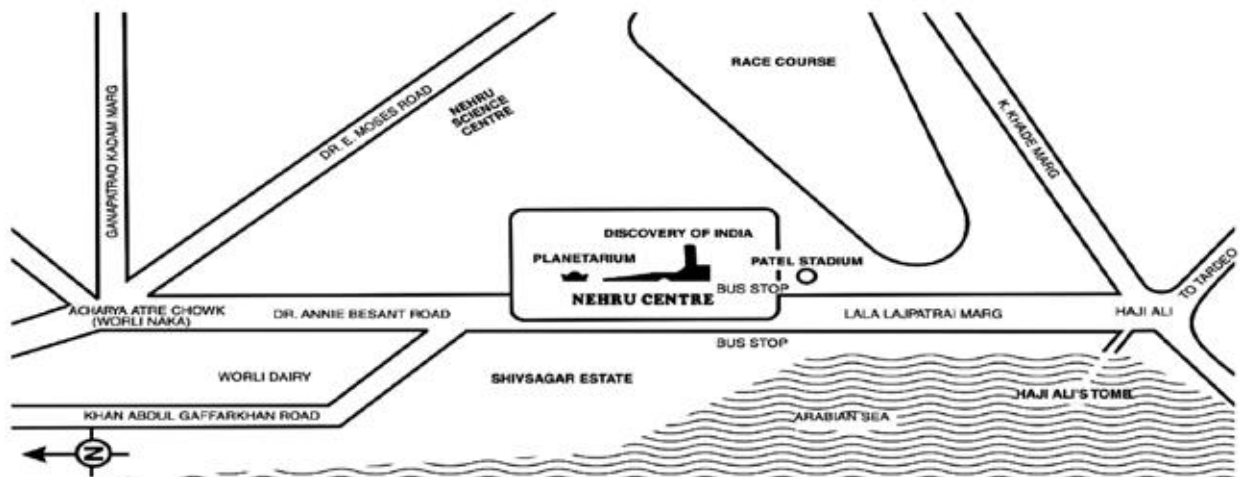 RACE COURSE
GANAPATRAO KADAM MARG
DR. E. MOSES ROAD
NEHRU
SCIENCE
CENTRE
K. KHADE MARG
DISCOVERY OF INDIA
PLANETARIUM
PATEL STADIUM
TO TARDEO
BUS STOP
NEHRU CENTRE
ACHARYA ATRE CHOWK
(WORLI NAKA)
DR. ANNIE BESANT ROAD
LALA LAJPATRAI MARG
HAJI ALI
BUS STOP
WORLI DAIRY
SHIVSAGAR ESTATE
HAJI ALI'S TOMB
KHAN ABDUL GAFFARKHAN ROAD
ARABIAN SEA
N